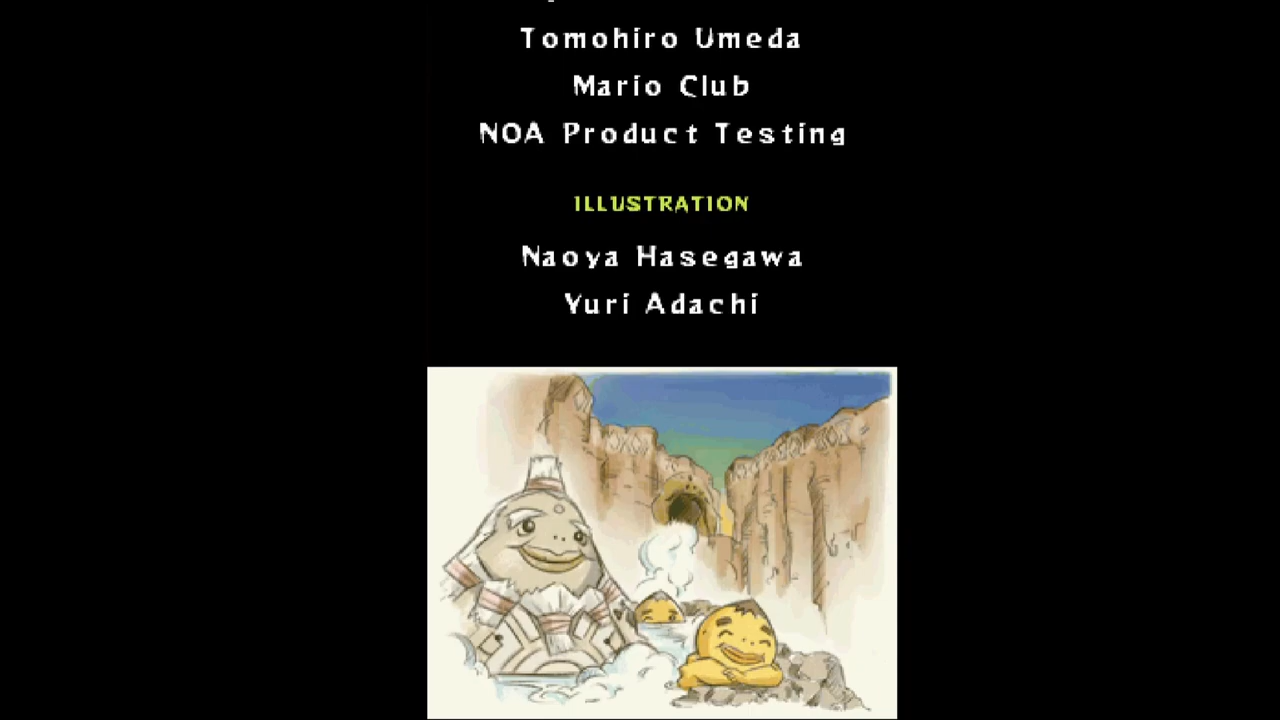 Tomohiro Umeda
Mario Club
NOA Product Testing
ILLUSTRATION
Naoya Hasegawa
Yuri Adachi